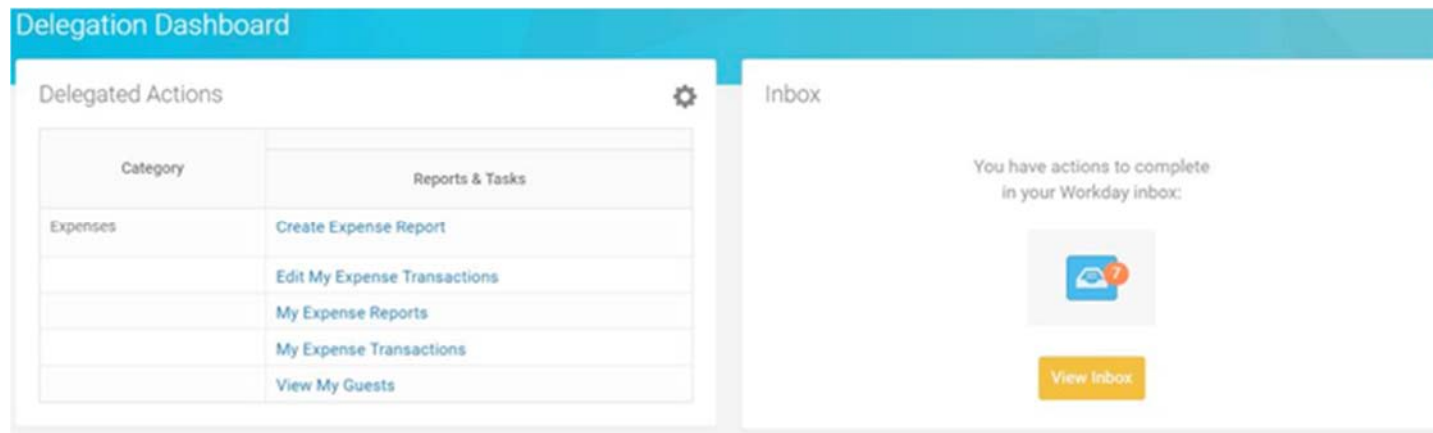 Delegation Dashboard
Delegated Actions
Category
Reports & Tasks
Expenses
Create Expense Report
Edit My Expense Transactions
My Expense Reports
My Expense Transactions
View My Guests
Inbox
You have actions to complete
in your Workday inbox:
7
View Inbox